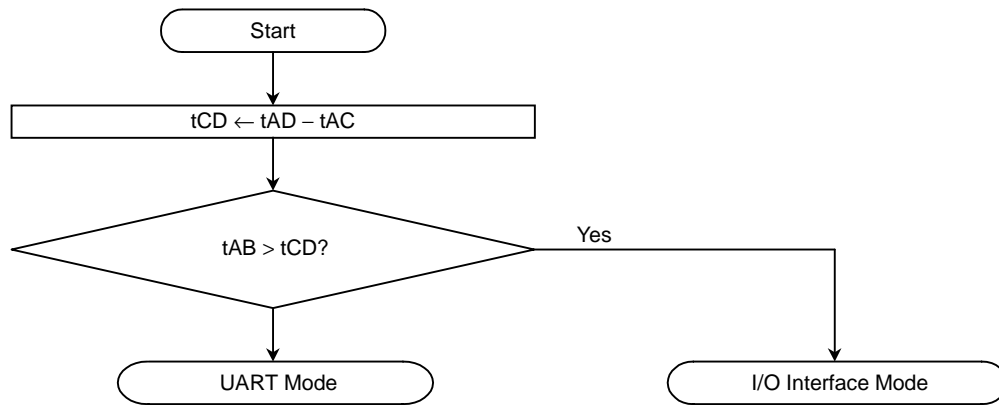 Start
tCD ← tAD − tAC
tAB > tCD?
Yes
UART Mode
I/O Interface Mode